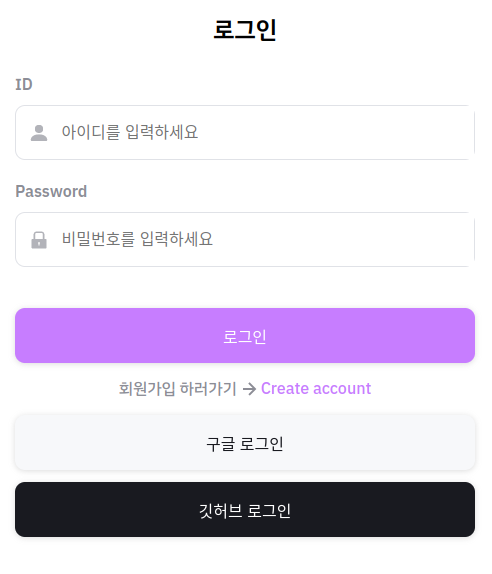 로그인
ID
아이디를 입력하세요
Password
비밀번호를 입력하세요
로그인
회원가입 하러가기 → Create account
구글 로그인
깃허브 로그인